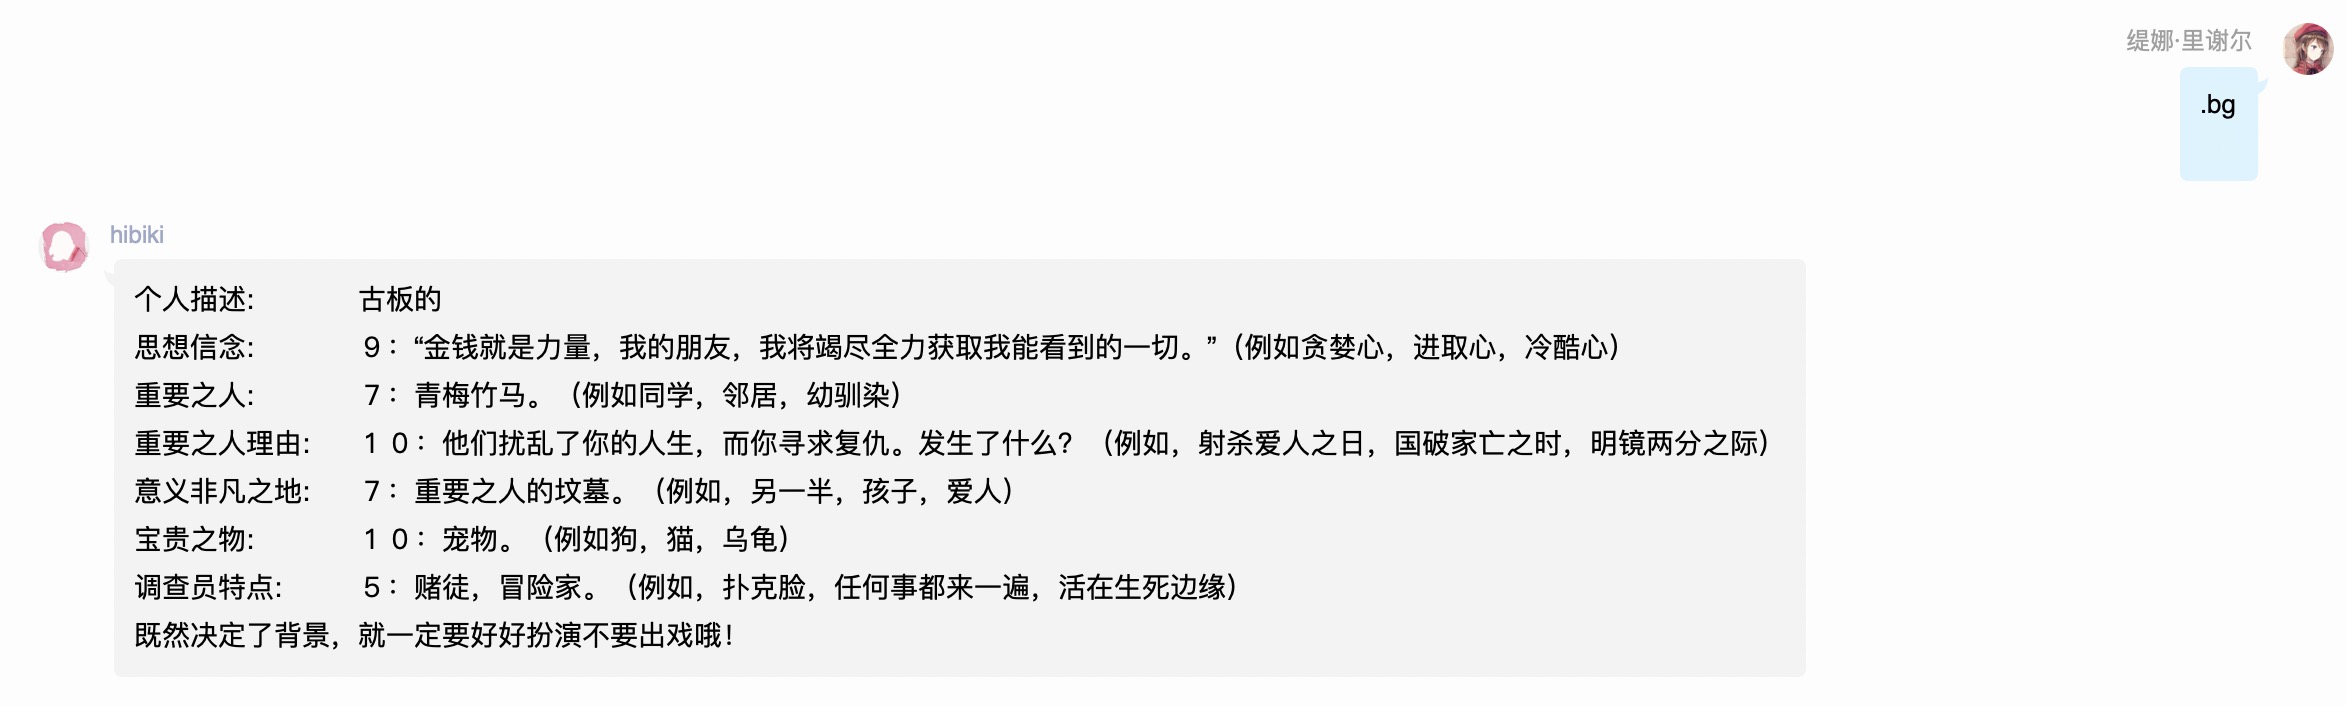 缇娜·里谢尔
.bg
hibiki
个人描述: 古板的
思想信念: 9：“金钱就是力量，我的朋友，我将竭尽全力获取我能看到的一切。”（例如贪婪心，进取心，冷酷心）
重要之人: 7：青梅竹马。（例如同学，邻居，幼驯染）
重要之人理由: 10：他们扰乱了你的人生，而你寻求复仇。发生了什么？（例如，射杀爱人之日，国破家亡之时，明镜两分之际）
意义非凡之地: 7：重要之人的坟墓。（例如，另一半，孩子，爱人）
宝贵之物: 10：宠物。（例如狗，猫，乌龟）
调查员特点: 5：赌徒，冒险家。（例如，扑克脸，任何事都来一遍，活在生死边缘）
既然决定了背景，就一定要好好扮演不要出戏哦！